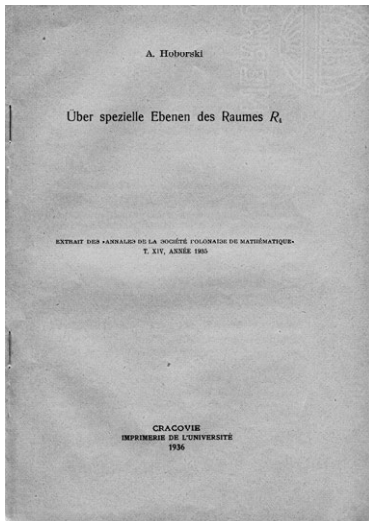 A. Hoborski
Über spezielle Ebenen des Raumes R₄
EXTRAIT DES «ANNALES DE LA SOCIÉTÉ POLONAISE DE MATHÉMATIQUE»
T. XIV, ANNÉE 1935
CRACOVIE
IMPRIMERIE DE L'UNIVERSITÉ
1936